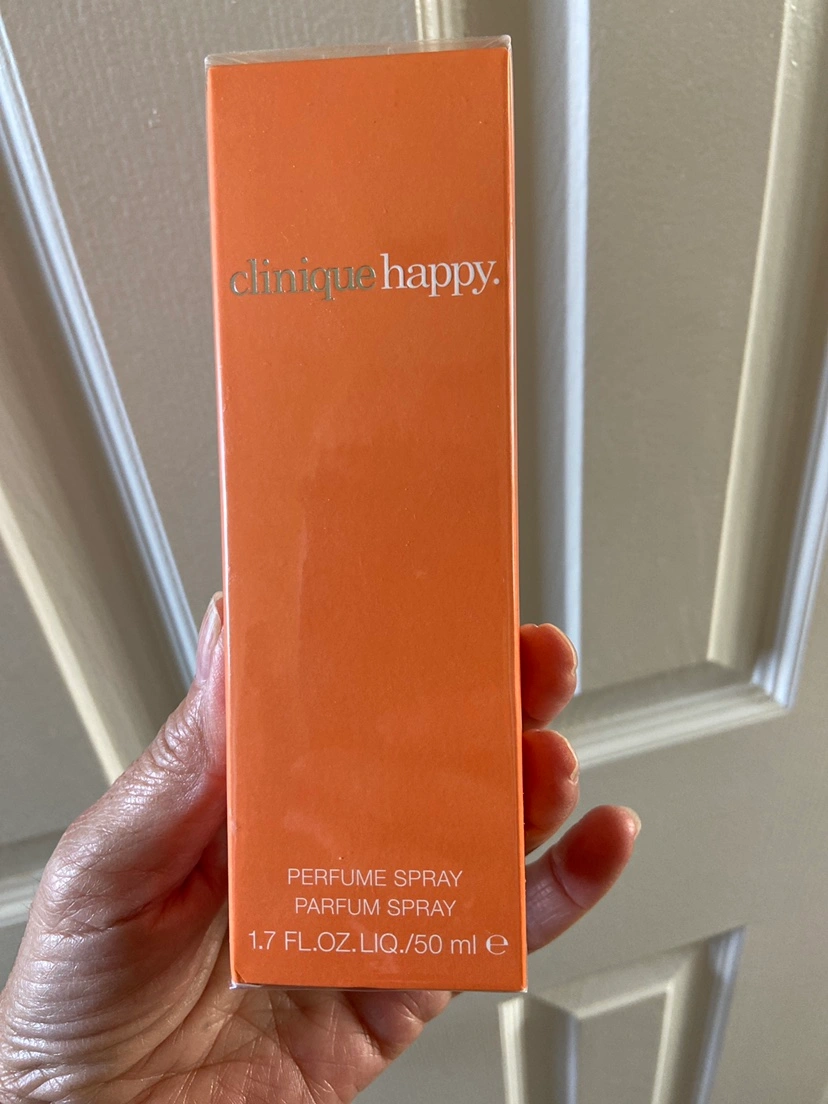 clinique happy.
PERFUME SPRAY
PARFUM SPRAY
1.7 FL.OZ.LIQ./50 ml ℮